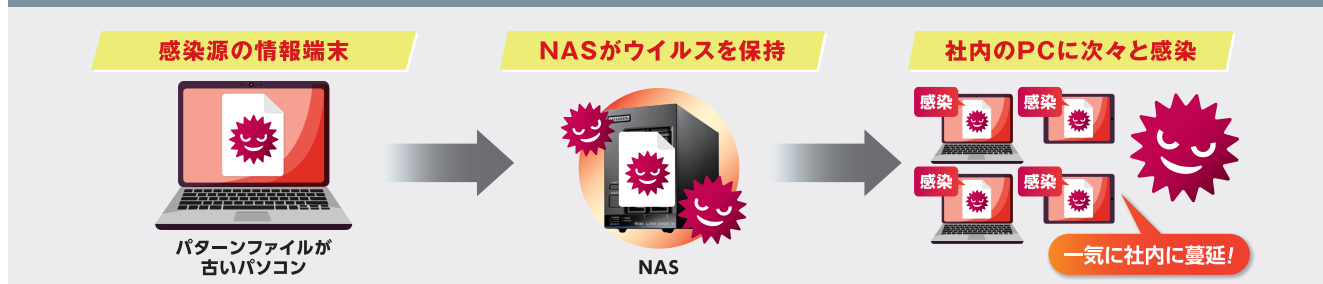 感染源の情報端末
NASがウイルスを保持
社内のPCに次々と感染
パターンファイルが
古いパソコン
NAS
感染
感染
感染
感染
一気に社内に蔓延!